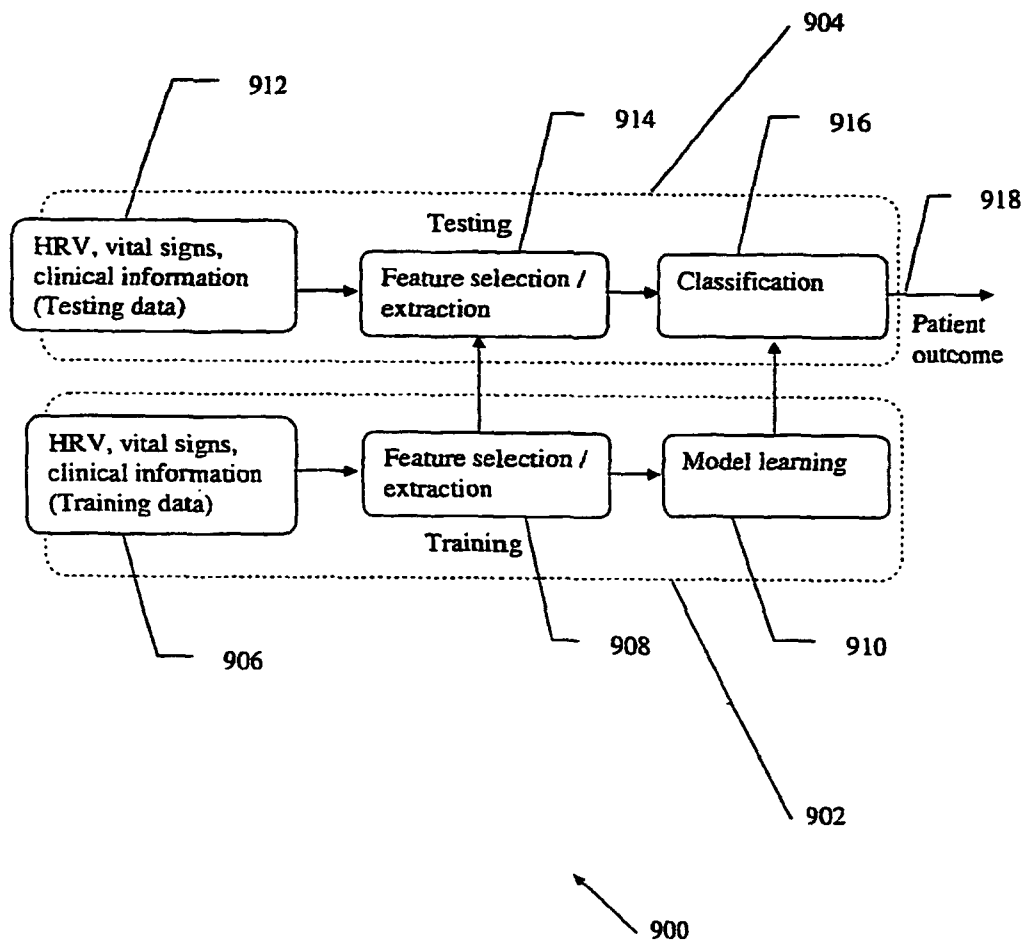 904
912
914
916
918
Testing
HRV, vital signs,
clinical information
(Testing data)
Feature selection /
extraction
Classification
Patient
outcome
HRV, vital signs,
clinical information
(Training data)
Feature selection /
extraction
Model learning
Training
906
908
910
902
900